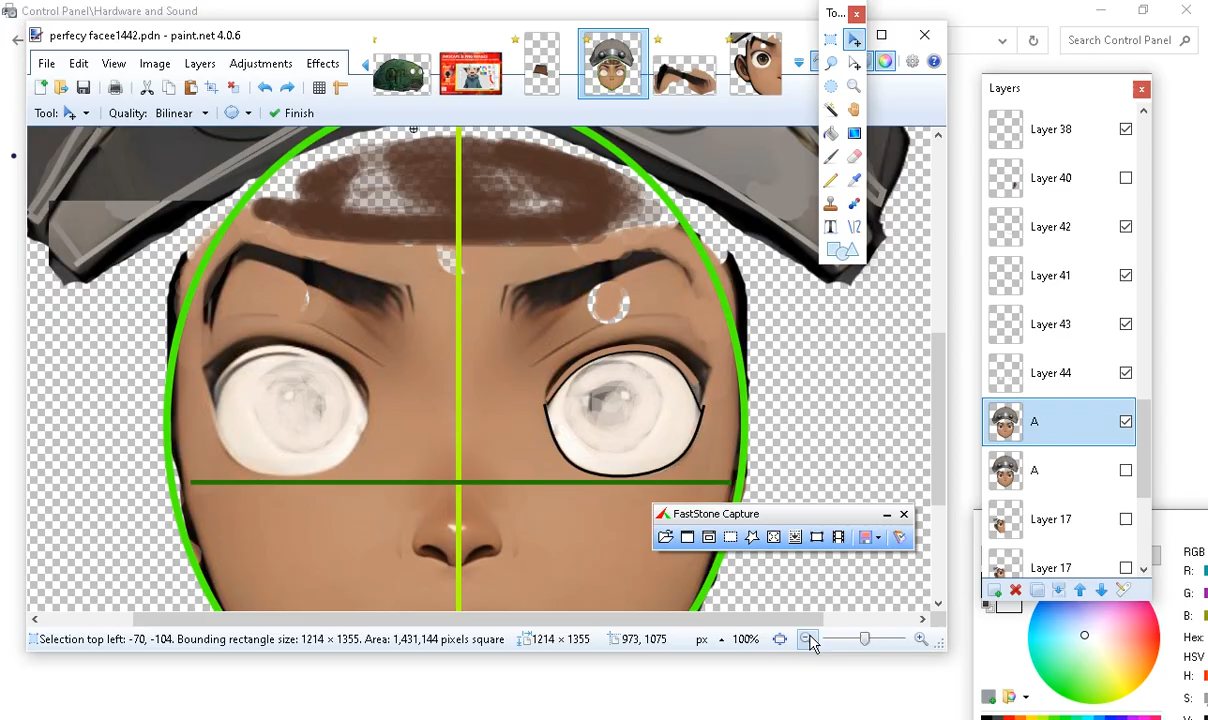 Control Panel\Hardware and Sound
Search Control Panel
perfecy facee1442.pdn - paint.net 4.0.6
File Edit View Image Layers Adjustments Effects
Tool: Quality: Bilinear Finish
To...
Layers
Layer 38
Layer 40
Layer 42
Layer 41
Layer 43
Layer 44
A
A
Layer 17
Layer 17
FastStone Capture
Selection top left: -70, -104. Bounding rectangle size: 1214 × 1355. Area: 1,431,144 pixels square 1214 × 1355 973, 1075 px 100%
RGB
R:
G:
B:
Hex:
HSV
H:
S: